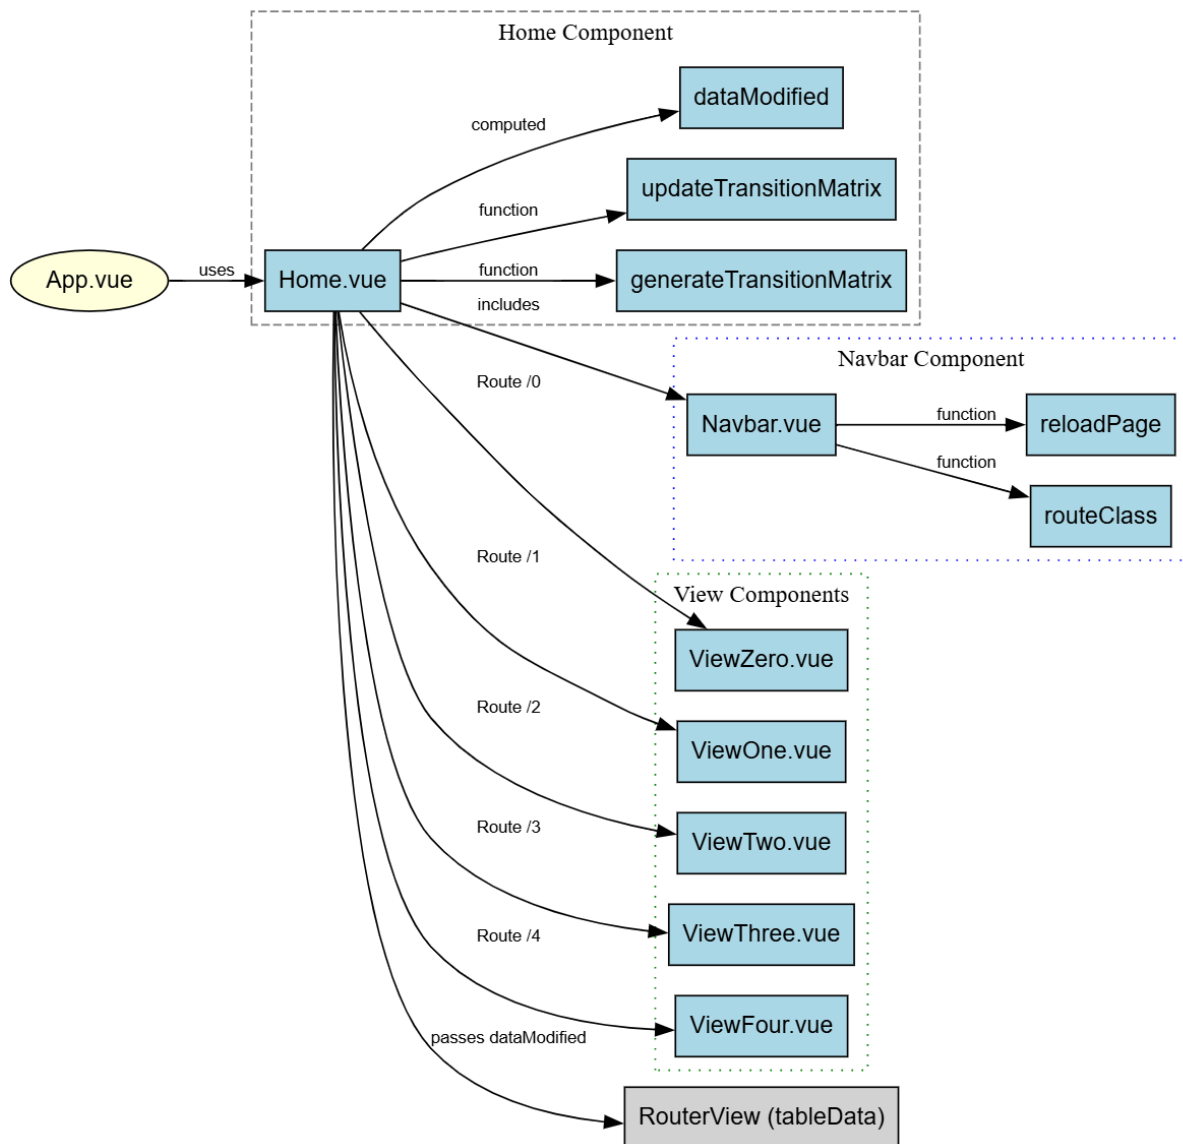 Home Component
dataModified
computed
updateTransitionMatrix
function
App.vue
uses
Home.vue
function
generateTransitionMatrix
includes
Navbar Component
Route /0
Navbar.vue
function
reloadPage
function
routeClass
Route /1
View Components
ViewZero.vue
Route /2
ViewOne.vue
Route /3
ViewTwo.vue
Route /4
ViewThree.vue
ViewFour.vue
passes dataModified
RouterView (tableData)